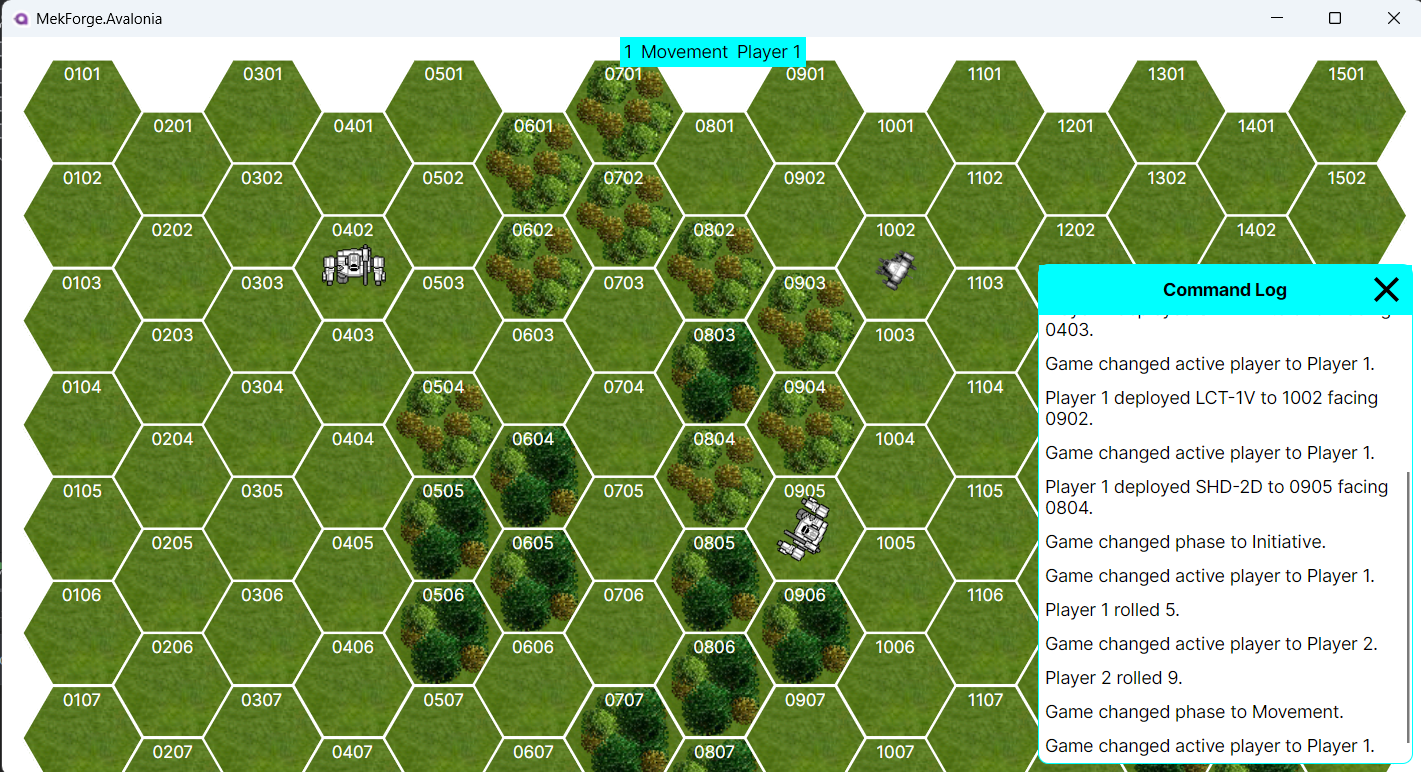 MekForge.Avalonia
1 Movement Player 1
0101 0301 0501 0701 0901 1101 1301 1501
0201 0401 0601 0801 1001 1201 1401
0102 0302 0502 0702 0902 1102 1302 1502
0202 0402 0602 0802 1002 1202 1402
0103 0303 0503 0703 0903 1103
0203 0403 0603 0803 1003
0104 0304 0504 0704 0904 1104
0204 0404 0604 0804 1004
0105 0305 0505 0705 0905 1105
0205 0405 0605 0805 1005
0106 0306 0506 0706 0906 1106
0206 0406 0606 0806 1006
0107 0307 0507 0707 0907 1107
0207 0407 0607 0807 1007
Command Log
0403.
Game changed active player to Player 1.
Player 1 deployed LCT-1V to 1002 facing
0902.
Game changed active player to Player 1.
Player 1 deployed SHD-2D to 0905 facing
0804.
Game changed phase to Initiative.
Game changed active player to Player 1.
Player 1 rolled 5.
Game changed active player to Player 2.
Player 2 rolled 9.
Game changed phase to Movement.
Game changed active player to Player 1.